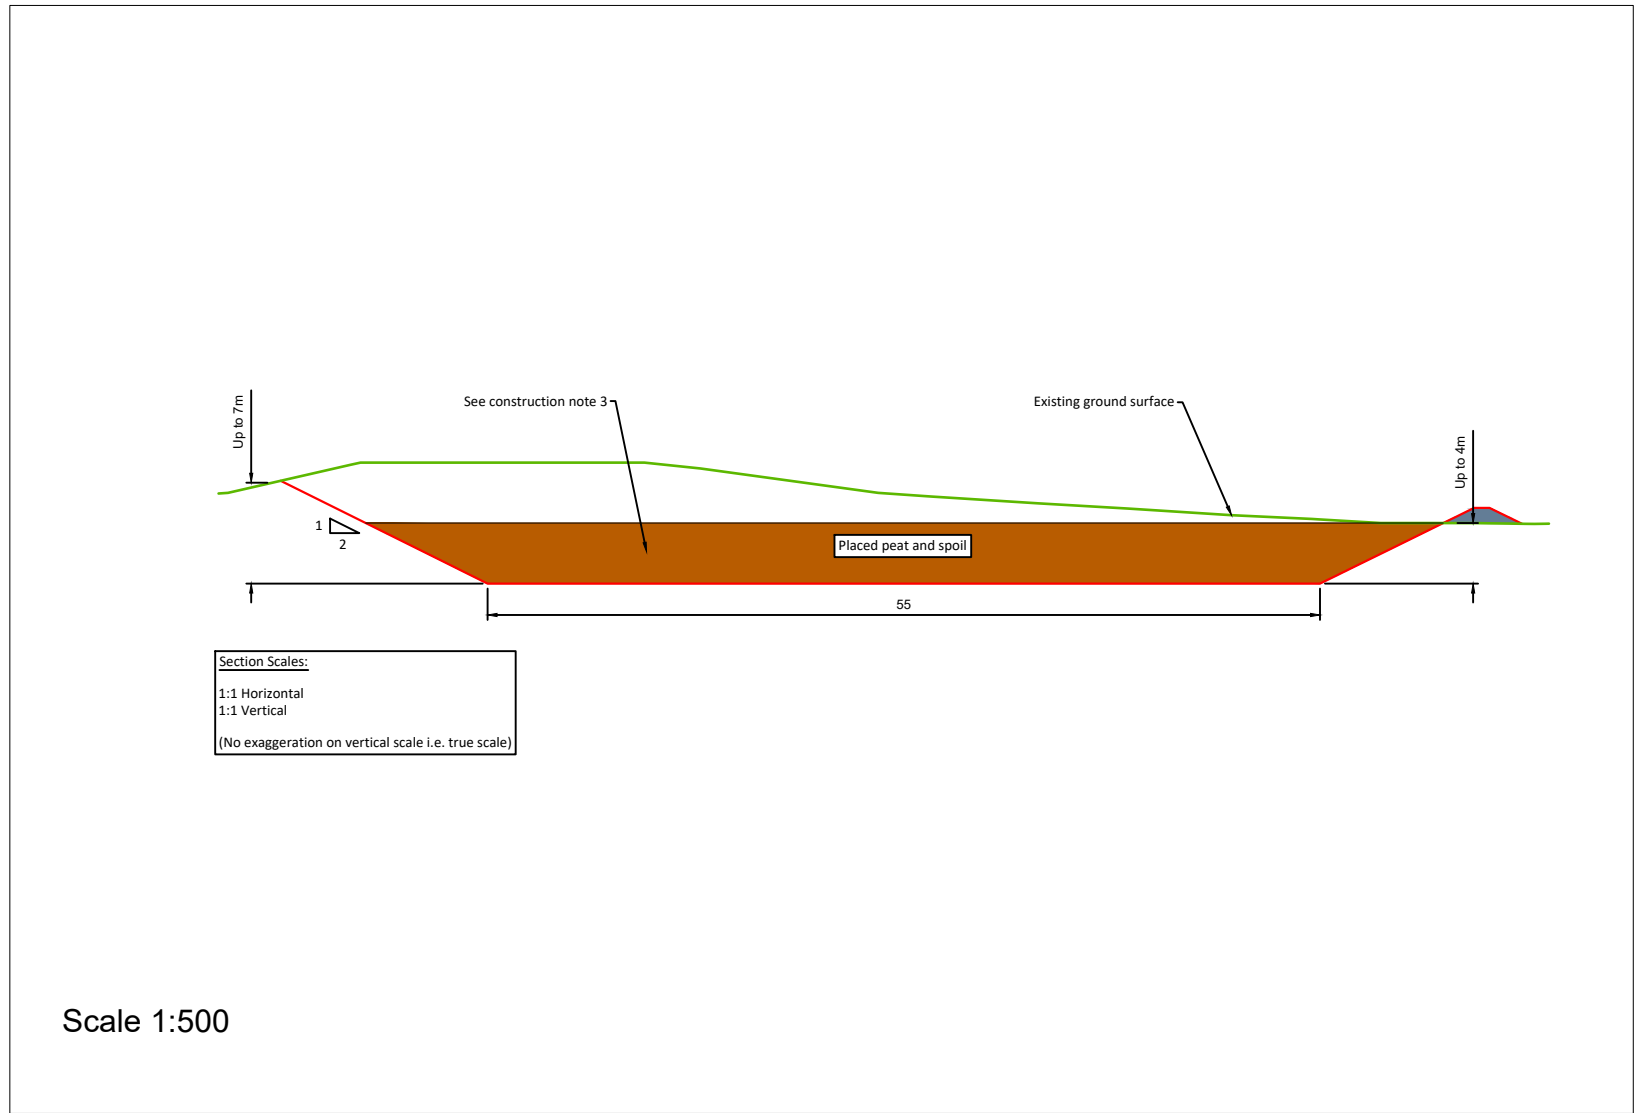 Up to 7m
See construction note 3
Existing ground surface
Up to 4m
1
2
Placed peat and spoil
55
Section Scales:
1:1 Horizontal
1:1 Vertical
(No exaggeration on vertical scale i.e. true scale)
Scale 1:500